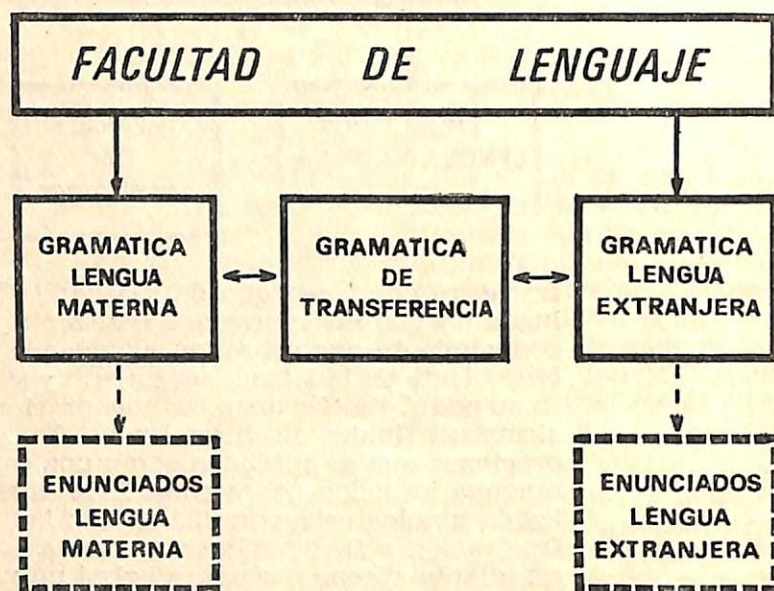 FACULTAD DE LENGUAJE
GRAMATICA
LENGUA
MATERNA
GRAMATICA
DE
TRANSFERENCIA
GRAMATICA
LENGUA
EXTRANJERA
ENUNCIADOS
LENGUA
MATERNA
ENUNCIADOS
LENGUA
EXTRANJERA